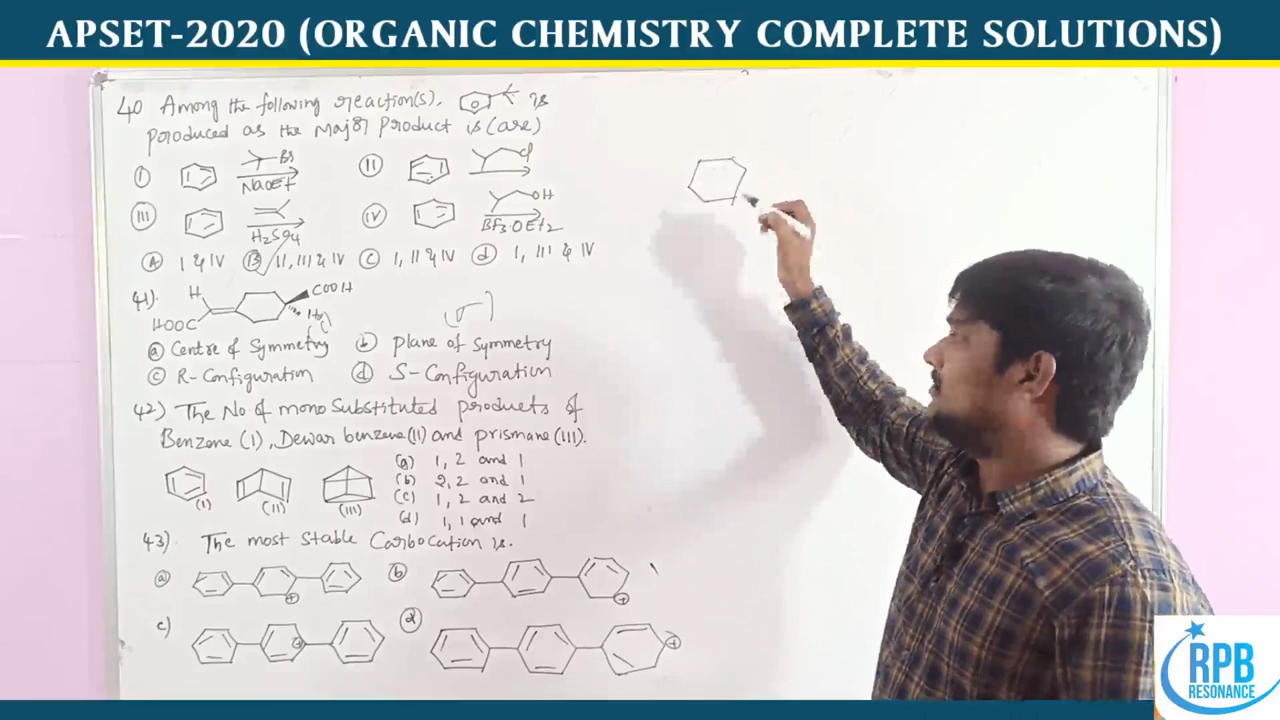 APSET-2020 (ORGANIC CHEMISTRY COMPLETE SOLUTIONS)
40 Among the following reaction(s), is
produced as the Major product is (are)
I Br NaOEt II Cl
III H2SO4 IV OH BF3.OEt2
A I & IV B II, III & IV C I, II & IV d I, III & IV
41). H COOH
HOOC H
a Centre of Symmetry b plane of Symmetry
c R-Configuration d S-Configuration
42) The No of mono Substituted products of
Benzene (I), Dewar benzene (II) and prismane (III).
(I) (II) (III)
(a) 1, 2 and 1
(b) 2, 2 and 1
(c) 1, 2 and 2
(d) 1, 1 and 1
43). The most Stable Carbocation is.
a + b +
c) + d +
RPB
RESONANCE